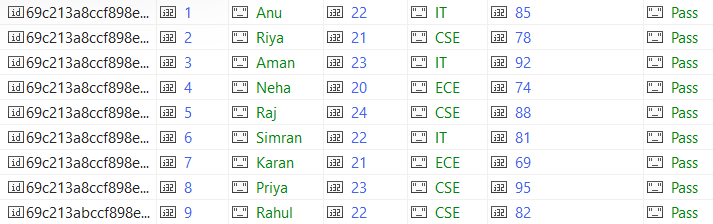 69c213a8ccf898e... 1 Anu 22 IT 85 Pass
69c213a8ccf898e... 2 Riya 21 CSE 78 Pass
69c213a8ccf898e... 3 Aman 23 IT 92 Pass
69c213a8ccf898e... 4 Neha 20 ECE 74 Pass
69c213a8ccf898e... 5 Raj 24 CSE 88 Pass
69c213a8ccf898e... 6 Simran 22 IT 81 Pass
69c213a8ccf898e... 7 Karan 21 ECE 69 Pass
69c213a8ccf898e... 8 Priya 23 CSE 95 Pass
69c213abccf898e... 9 Rahul 22 CSE 82 Pass